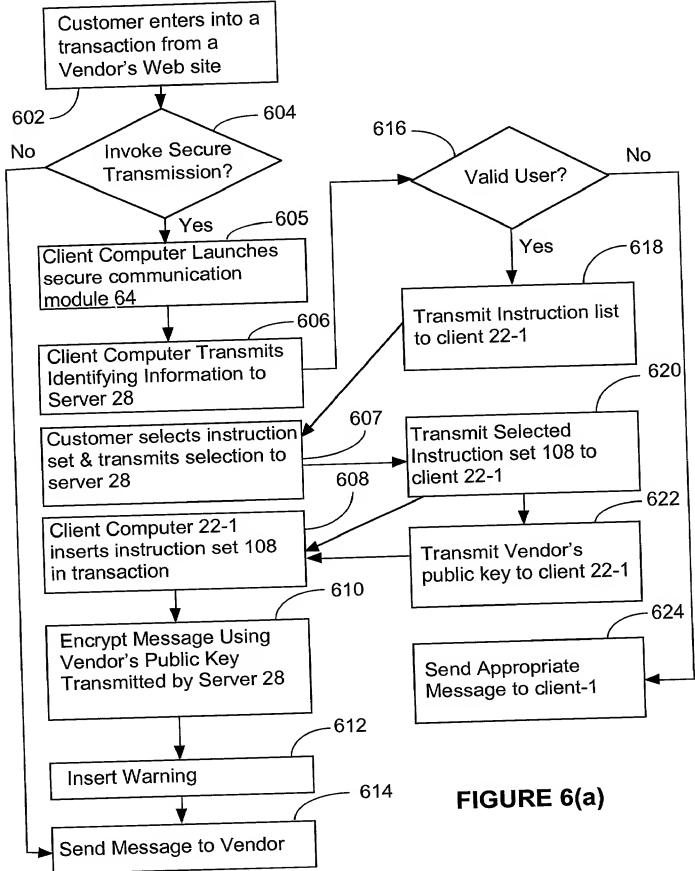 Customer enters into a
transaction from a
Vendor's Web site
602
604
No
Invoke Secure
Transmission?
Yes
605
Client Computer Launches
secure communication
module 64
606
Client Computer Transmits
Identifying Information to
Server 28
607
Customer selects instruction
set & transmits selection to
server 28
608
Client Computer 22-1
inserts instruction set 108
in transaction
610
Encrypt Message Using
Vendor's Public Key
Transmitted by Server 28
612
Insert Warning
614
Send Message to Vendor
616
Valid User?
No
Yes
618
Transmit Instruction list
to client 22-1
620
Transmit Selected
Instruction set 108 to
client 22-1
622
Transmit Vendor's
public key to client 22-1
624
Send Appropriate
Message to client-1
FIGURE 6(a)